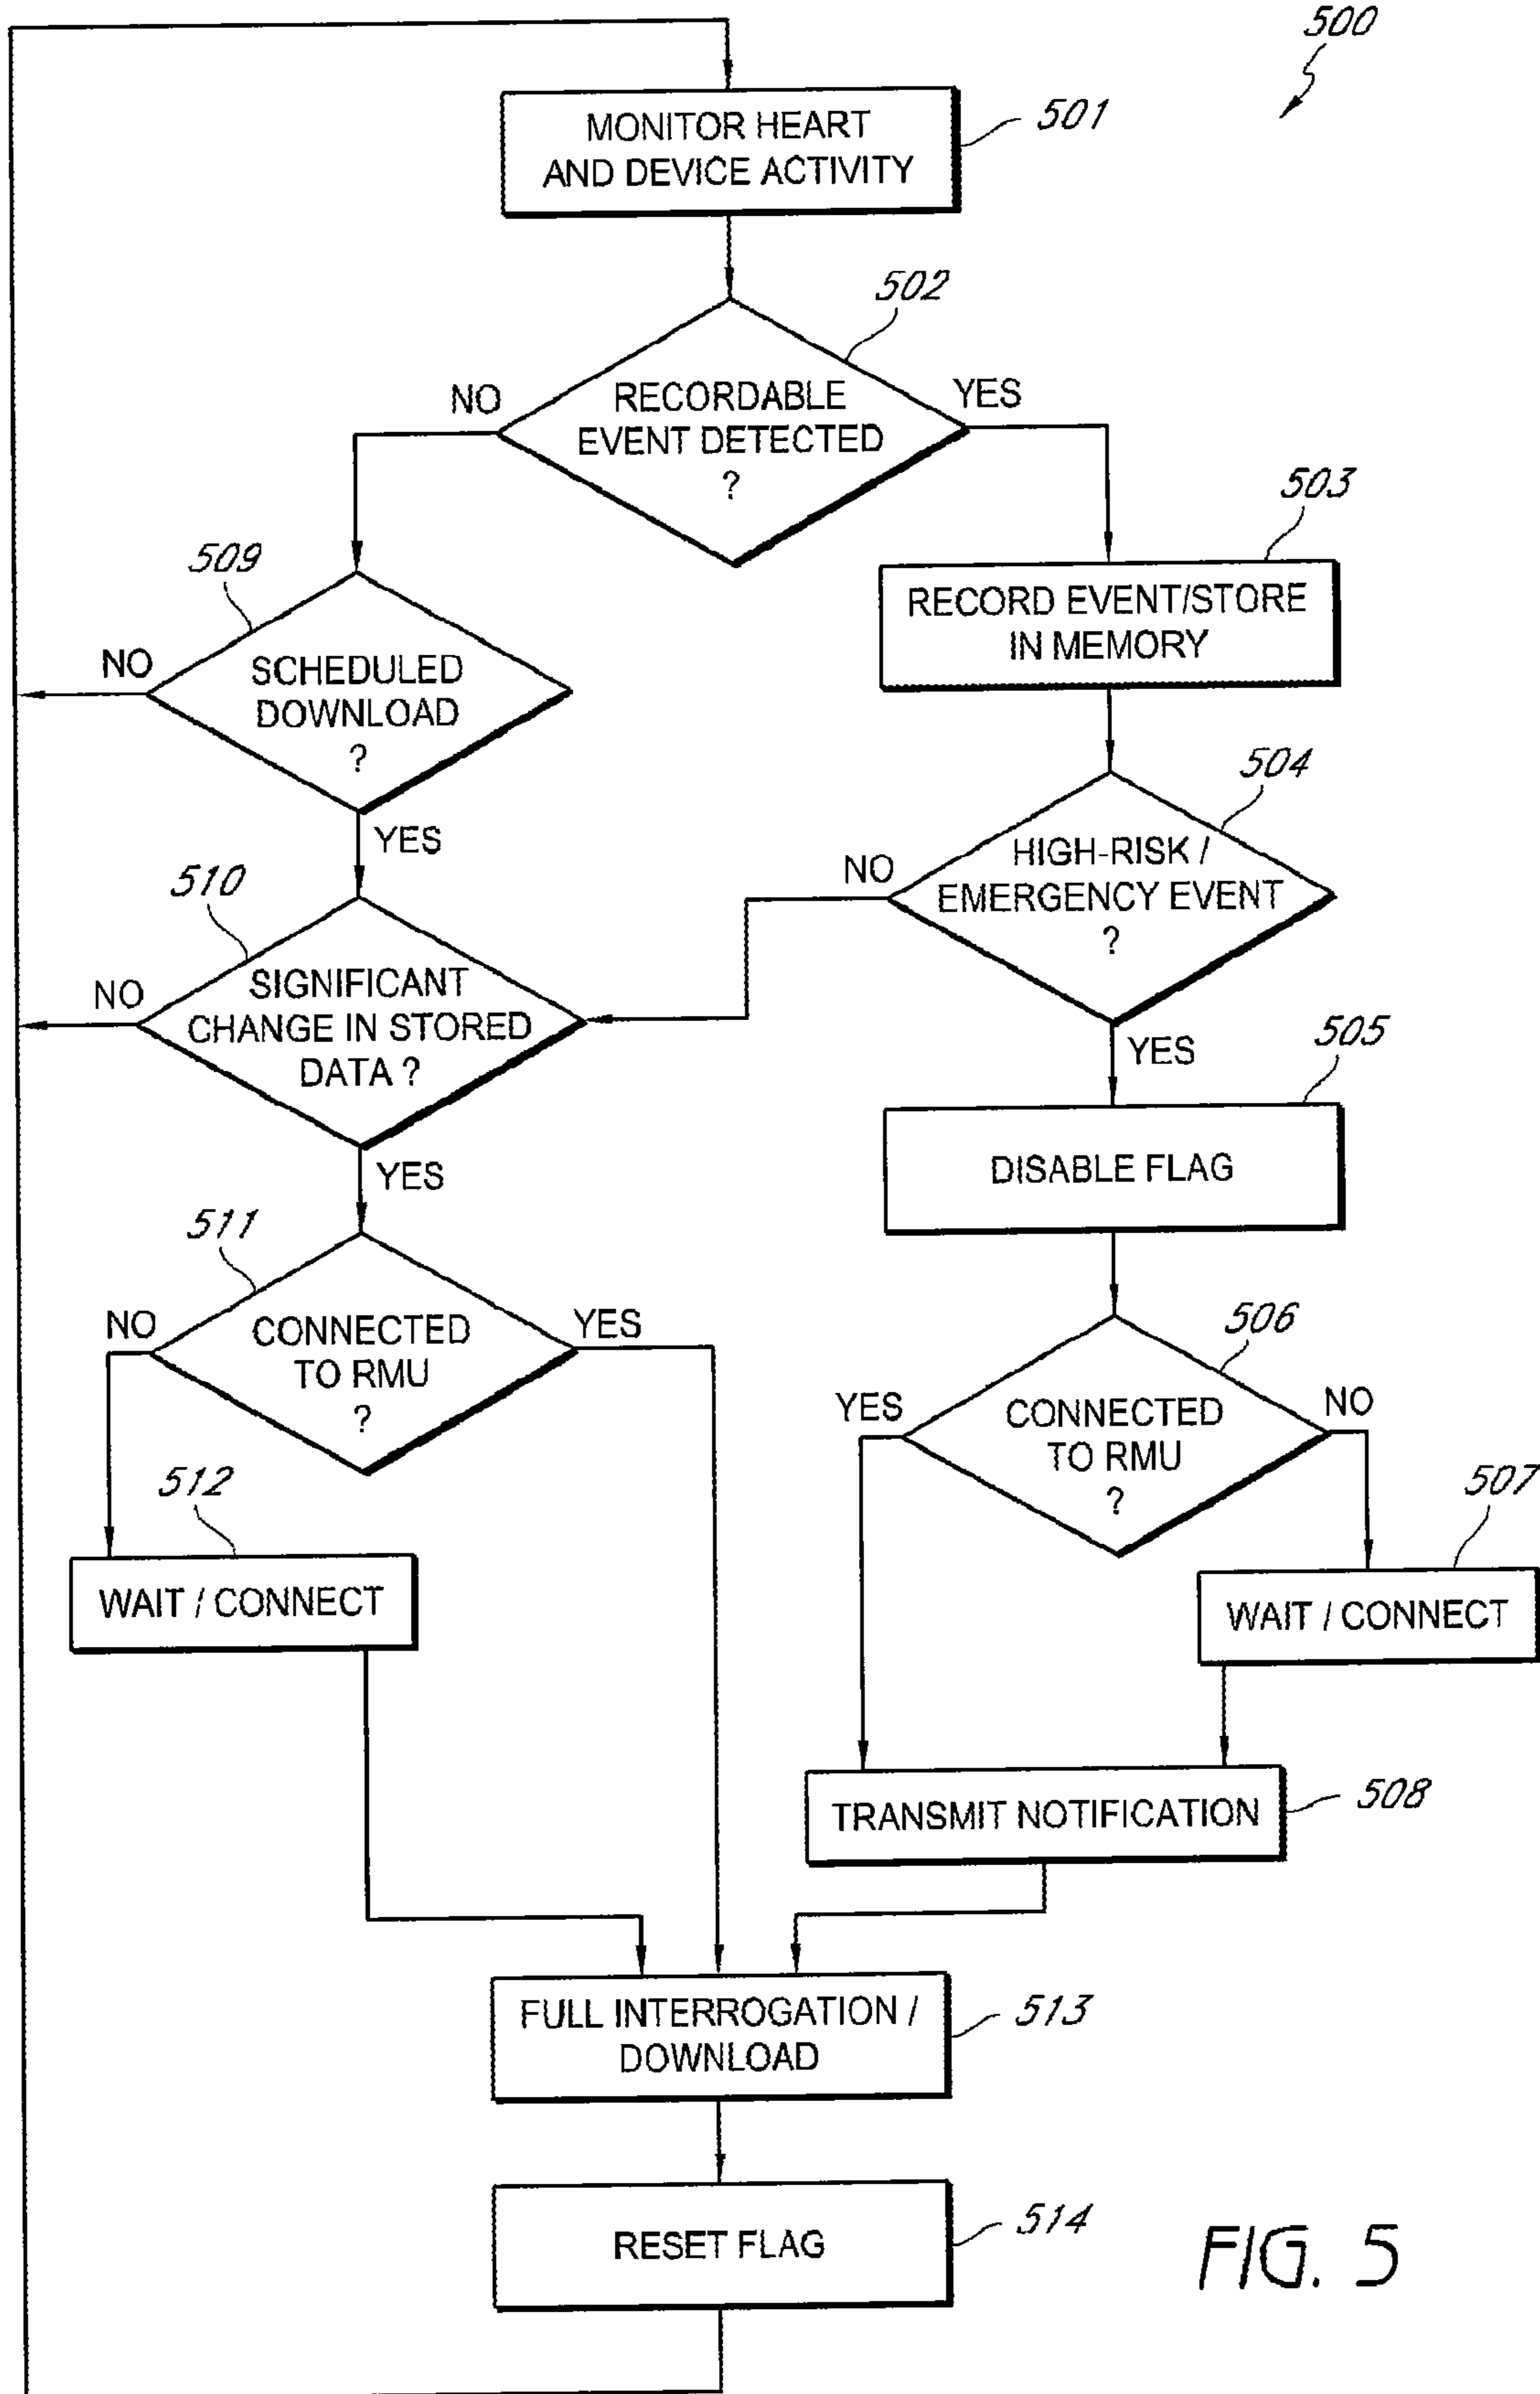 500
MONITOR HEART
AND DEVICE ACTIVITY
501
502
NO
RECORDABLE
EVENT DETECTED
?
YES
503
RECORD EVENT/STORE
IN MEMORY
509
NO
SCHEDULED
DOWNLOAD
?
YES
504
NO
HIGH-RISK /
EMERGENCY EVENT
?
YES
510
NO
SIGNIFICANT
CHANGE IN STORED
DATA ?
YES
505
DISABLE FLAG
511
NO
CONNECTED
TO RMU
?
YES
506
YES
CONNECTED
TO RMU
?
NO
512
WAIT / CONNECT
507
WAIT / CONNECT
TRANSMIT NOTIFICATION
508
FULL INTERROGATION /
DOWNLOAD
513
RESET FLAG
514
FIG. 5